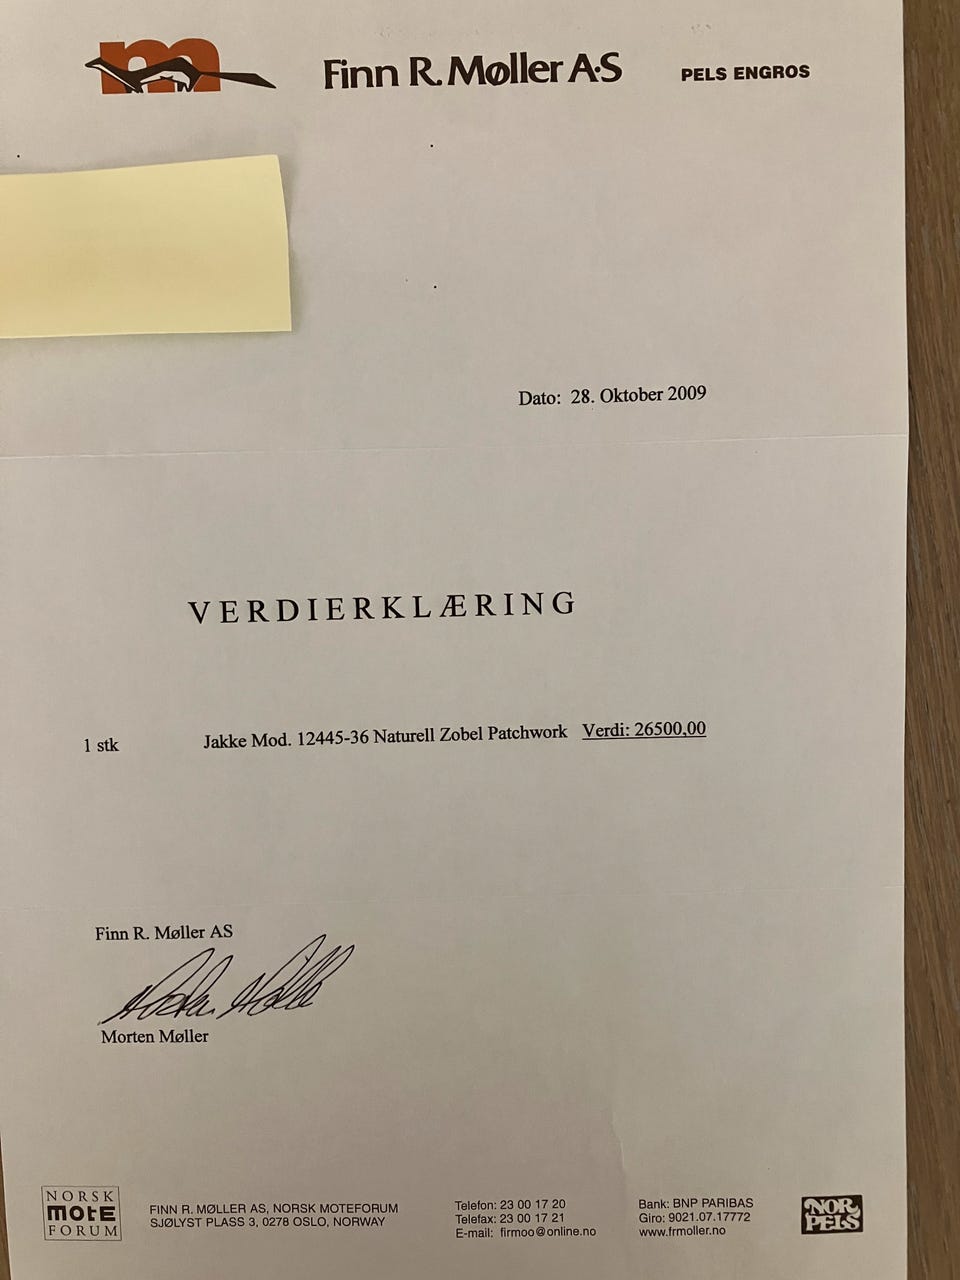 m
Finn R. Møller A·S
PELS ENGROS
Dato: 28. Oktober 2009
VERDIERKLÆRING
1 stk Jakke Mod. 12445-36 Naturell Zobel Patchwork Verdi: 26500,00
Finn R. Møller AS
Morten Møller
NORSK
MOTE
FORUM
FINN R. MØLLER AS, NORSK MOTEFORUM
SJØLYST PLASS 3, 0278 OSLO, NORWAY
Telefon: 23 00 17 20
Telefax: 23 00 17 21
E-mail: firmoo@online.no
Bank: BNP PARIBAS
Giro: 9021.07.17772
www.frmoller.no
NOR
PELS